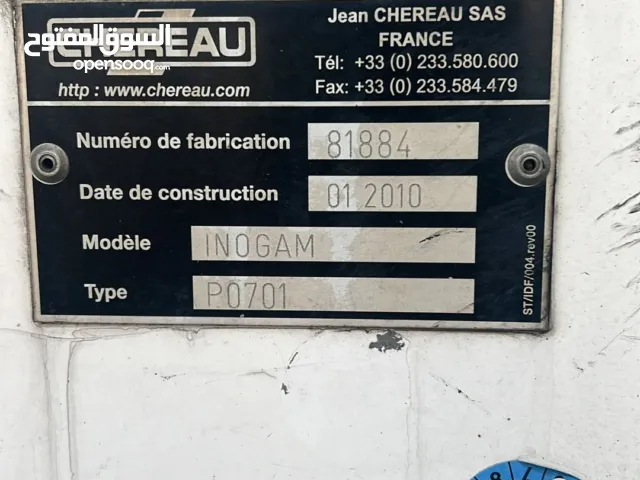 CHEREAU
السوق المفتوح
opensooq.com
http : www.chereau.com
Jean CHEREAU SAS
FRANCE
Tél: +33 (0) 233.580.600
Fax: +33 (0) 233.584.479
Numéro de fabrication 81884
Date de construction 01 2010
Modèle INOGAM
Type P0701
ST/IDF/004.rev00